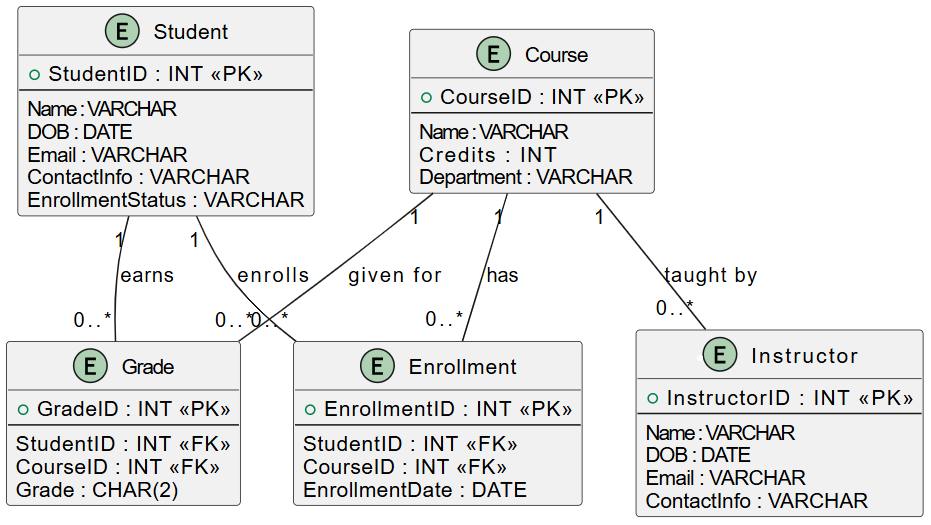 E Student
StudentID : INT «PK»
Name : VARCHAR
DOB : DATE
Email : VARCHAR
ContactInfo : VARCHAR
EnrollmentStatus : VARCHAR
E Course
CourseID : INT «PK»
Name : VARCHAR
Credits : INT
Department : VARCHAR
1
1
1
1
1
earns
enrolls
given for
has
taught by
0..*
0..*
0..*
0..*
0..*
E Grade
GradeID : INT «PK»
StudentID : INT «FK»
CourseID : INT «FK»
Grade : CHAR(2)
E Enrollment
EnrollmentID : INT «PK»
StudentID : INT «FK»
CourseID : INT «FK»
EnrollmentDate : DATE
E Instructor
InstructorID : INT «PK»
Name : VARCHAR
DOB : DATE
Email : VARCHAR
ContactInfo : VARCHAR